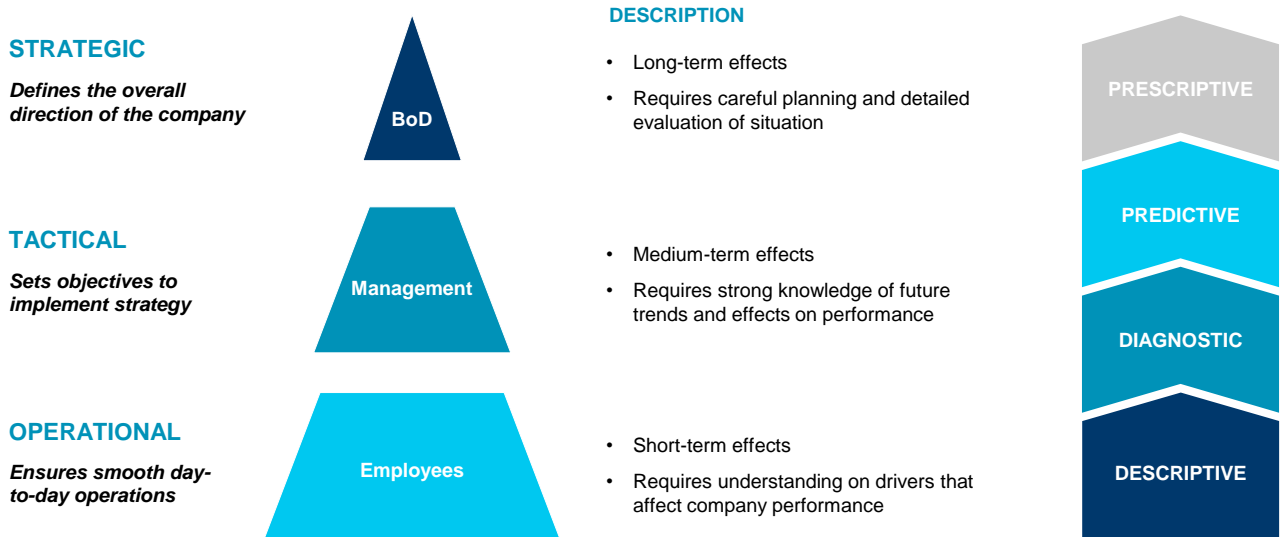 DESCRIPTION
STRATEGIC
Defines the overall
direction of the company
BoD
• Long-term effects
• Requires careful planning and detailed
evaluation of situation
PRESCRIPTIVE
TACTICAL
Sets objectives to
implement strategy
Management
• Medium-term effects
• Requires strong knowledge of future
trends and effects on performance
PREDICTIVE
DIAGNOSTIC
OPERATIONAL
Ensures smooth day-
to-day operations
Employees
• Short-term effects
• Requires understanding on drivers that
affect company performance
DESCRIPTIVE